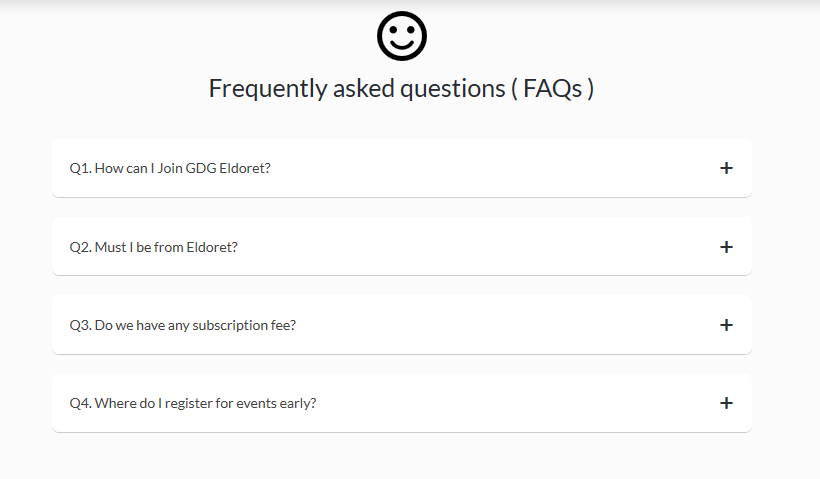 Frequently asked questions ( FAQs )
Q1. How can I Join GDG Eldoret?
Q2. Must I be from Eldoret?
Q3. Do we have any subscription fee?
Q4. Where do I register for events early?